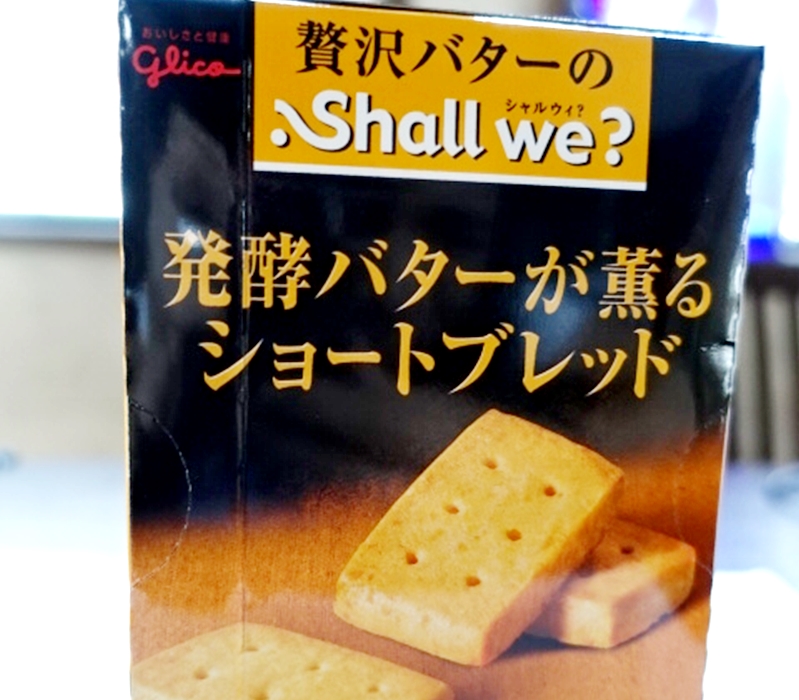 おいしさと健康
Glico
贅沢バターの
シャルウィ?
Shall we?
発酵バターが薫る
ショートブレッド